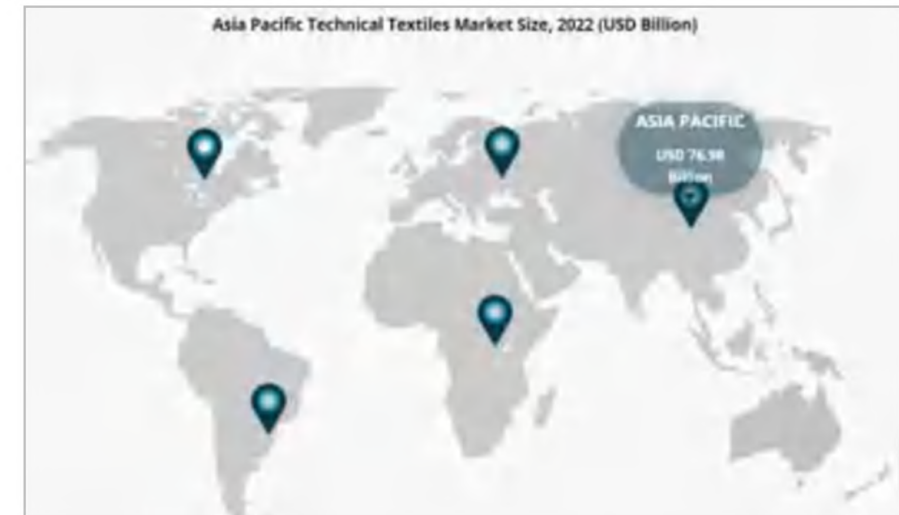 Asia Pacific Technical Textiles Market Size, 2022 (USD Billion)
ASIA PACIFIC
USD 76.98
Billion